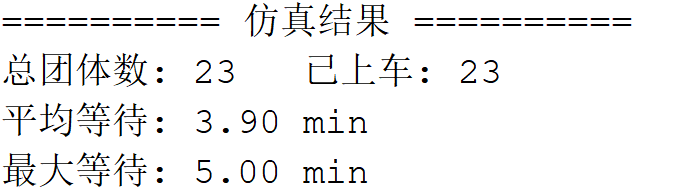 ========== 仿真结果 ==========
总团体数: 23   已上车: 23
平均等待: 3.90 min
最大等待: 5.00 min